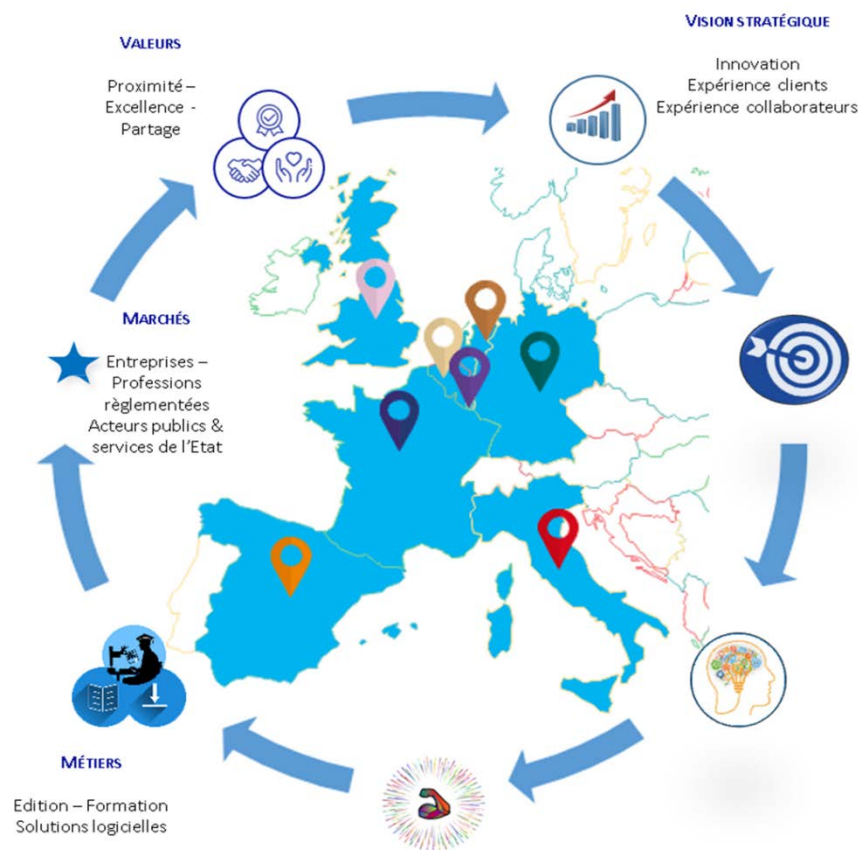 VISION STRATÉGIQUE
Innovation
Expérience clients
Expérience collaborateurs
VALEURS
Proximité –
Excellence -
Partage
MARCHÉS
Entreprises –
Professions
règlementées
Acteurs publics &
services de l'Etat
MÉTIERS
Edition – Formation
Solutions logicielles